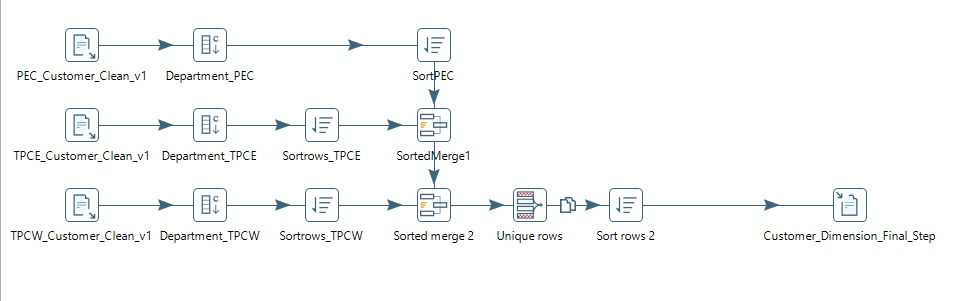 PEC_Customer_Clean_v1
Department_PEC
SortPEC
TPCE_Customer_Clean_v1
Department_TPCE
Sortrows_TPCE
SortedMerge1
TPCW_Customer_Clean_v1
Department_TPCW
Sortrows_TPCW
Sorted merge 2
Unique rows
Sort rows 2
Customer_Dimension_Final_Step